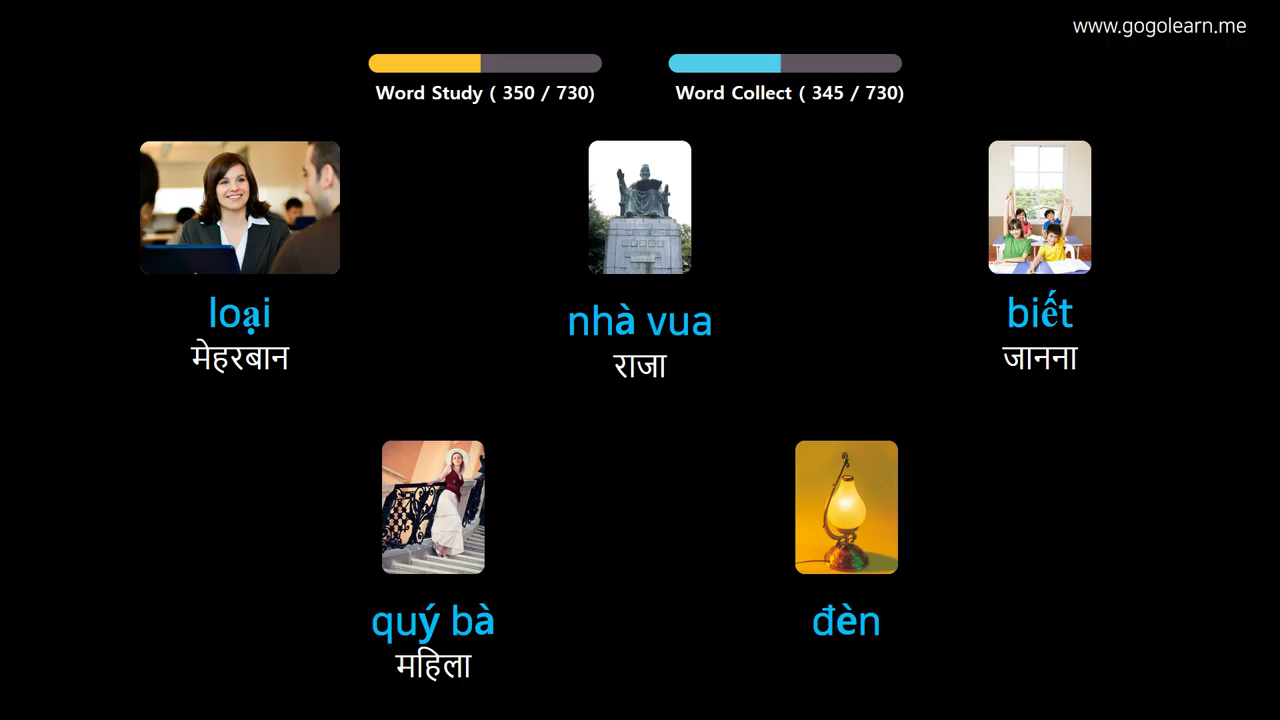 www.gogolearn.me
Word Study ( 350 / 730)
Word Collect ( 345 / 730)
loại
मेहरबान
nhà vua
राजा
biết
जानना
quý bà
महिला
đèn